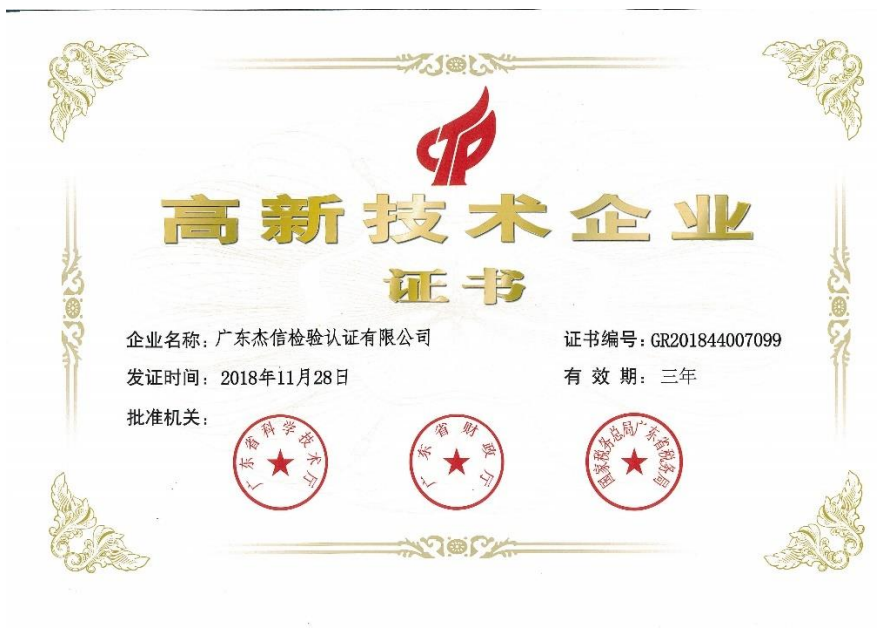 高新技术企业
证书
企业名称：广东杰信检验认证有限公司
证书编号：GR201844007099
发证时间：2018年11月28日
有效期：三年
批准机关：
广东省科学技术厅
广东省财政厅
国家税务总局广东省税务局